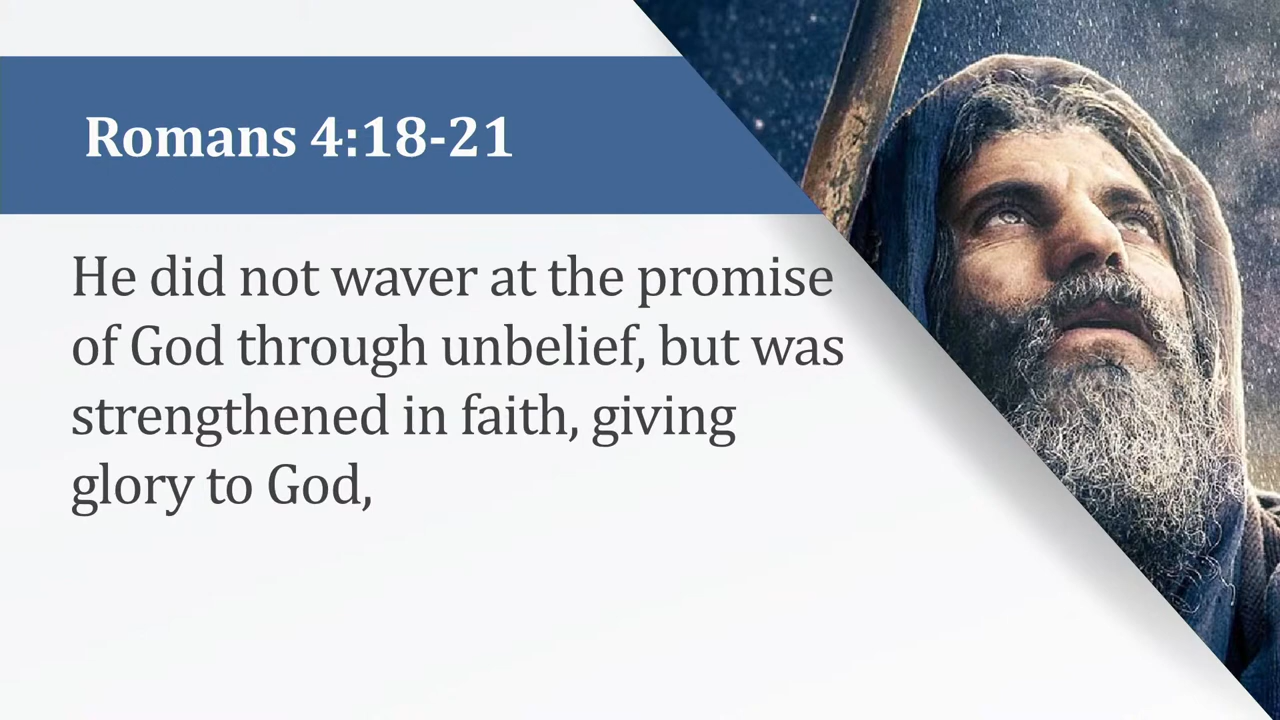 Romans 4:18-21
He did not waver at the promise
of God through unbelief, but was
strengthened in faith, giving
glory to God,